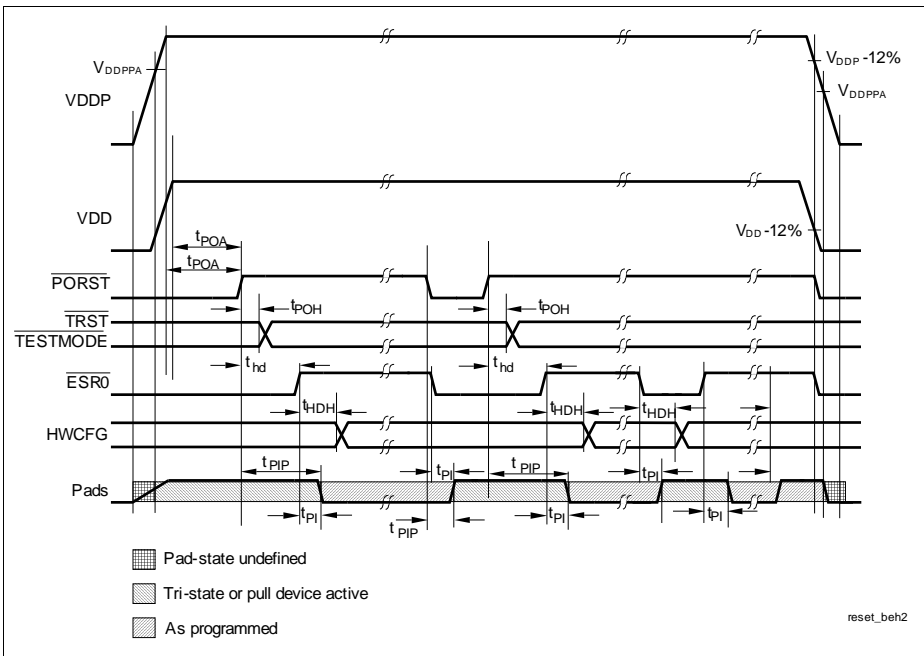 VDDPPA
VDDP
VDDP -12%
VDDPPA
VDD
VDD -12%
tPOA
tPOA
PORST
tPOH
tPOH
TRST
TESTMODE
thd
thd
ESR0
tHDH
tHDH
tHDH
HWCFG
tPIP
tPI
tPIP
tPI
Pads
tPI
tPIP
tPI
tPI
Pad-state undefined
Tri-state or pull device active
As programmed
reset_beh2